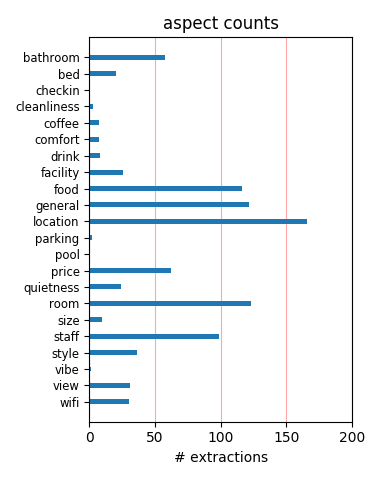 aspect counts
bathroom
bed
checkin
cleanliness
coffee
comfort
drink
facility
food
general
location
parking
pool
price
quietness
room
size
staff
style
vibe
view
wifi
0 50 100 150 200
# extractions